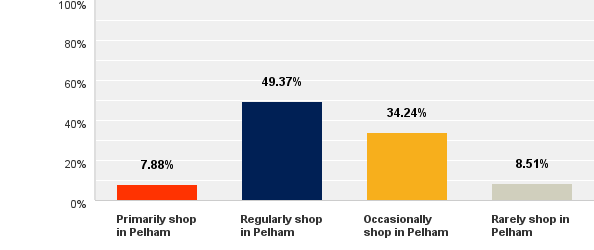 100%
80%
60%
40%
20%
0%
7.88%
49.37%
34.24%
8.51%
Primarily shop
in Pelham
Regularly shop
in Pelham
Occasionally
shop in Pelham
Rarely shop in
Pelham